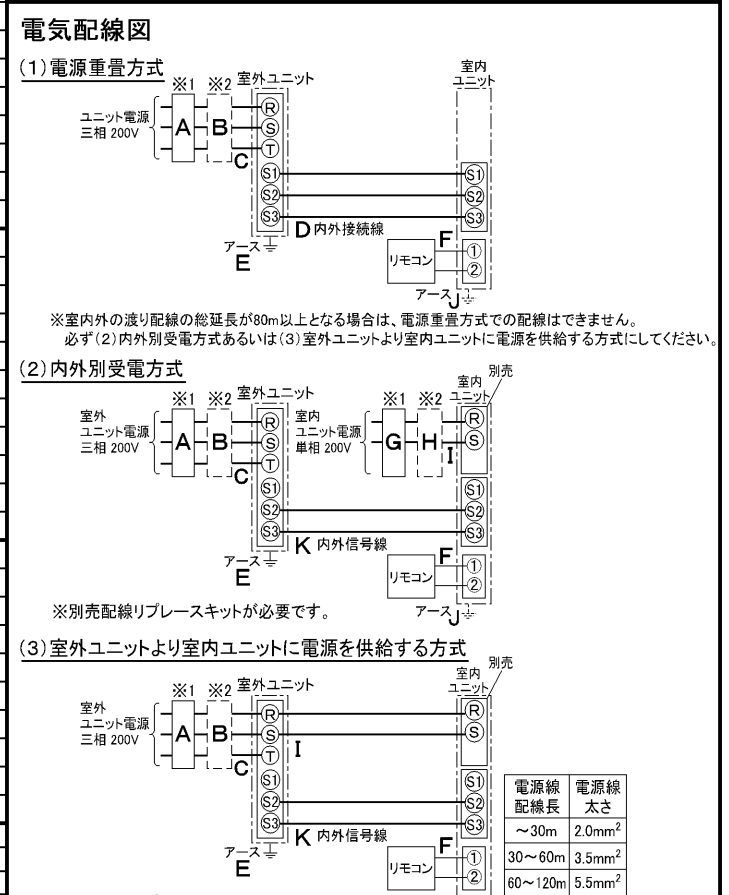 電気配線図
(1)電源重畳方式
※1 ※2 室外ユニット
室内
ユニット
ユニット電源
三相 200V
A B C
R
S
T
S1
S2
S3
S1
S2
S3
D 内外接続線
アース
E
リモコン
F
①
②
アース J
※室内外の渡り配線の総延長が80m以上となる場合は、電源重畳方式での配線はできません。
必ず(2)内外別受電方式あるいは(3)室外ユニットより室内ユニットに電源を供給する方式にしてください。
(2)内外別受電方式
※1 ※2 室外ユニット
※1 ※2
室内
ユニット
別売
室外
ユニット電源
三相 200V
A B C
R
S
T
S1
S2
S3
室内
ユニット電源
単相 200V
G H I
R
S
S1
S2
S3
K 内外信号線
アース
E
リモコン
F
①
②
アース J
※別売配線リプレースキットが必要です。
(3)室外ユニットより室内ユニットに電源を供給する方式
※1 ※2 室外ユニット
室内
ユニット
別売
室外
ユニット電源
三相 200V
A B C
R
S
T
S1
S2
S3
I
R
S
S1
S2
S3
K 内外信号線
アース
E
リモコン
F
①
②
電源線配線長 電源線太さ
～30m 2.0mm²
30～60m 3.5mm²
60～120m 5.5mm²